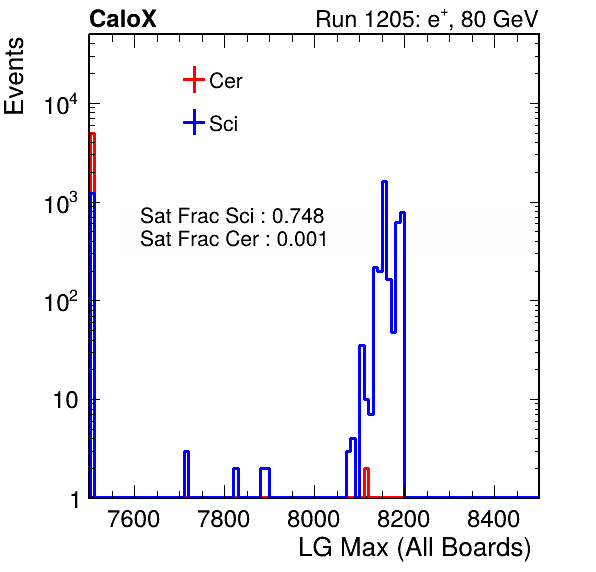 CaloX Run 1205: e⁺, 80 GeV
Events
Cer
Sci
Sat Frac Sci : 0.748
Sat Frac Cer : 0.001
10⁴
10³
10²
10
1
7600 7800 8000 8200 8400
LG Max (All Boards)